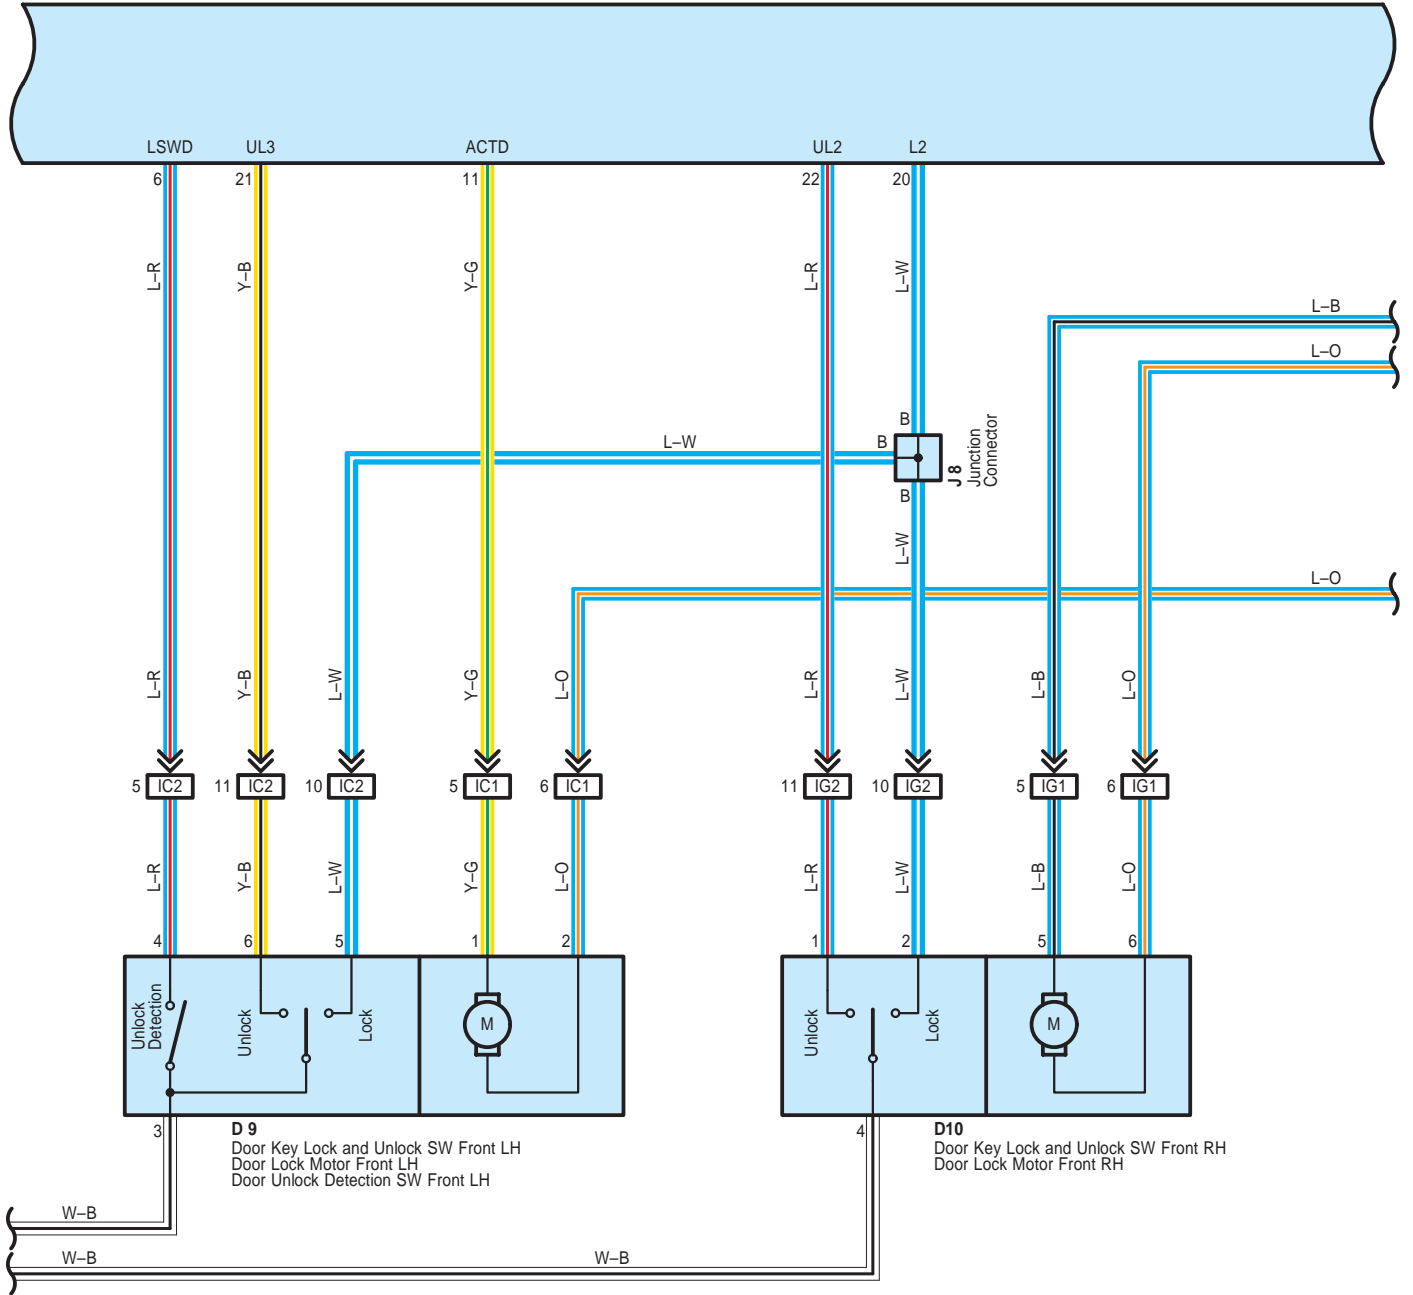 LSWD UL3 ACTD UL2 L2
6 21 11 22 20
L–R Y–B Y–G L–R L–W
L–B
L–O
B
L–W B
J 8 Junction Connector
B
L–W
L–O
L–R Y–B L–W Y–G L–O L–R L–W L–B L–O
5 IC2 11 IC2 10 IC2 5 IC1 6 IC1 11 IG2 10 IG2 5 IG1 6 IG1
L–R Y–B L–W Y–G L–O L–R L–W L–B L–O
4 6 5 1 2 1 2 5 6
Unlock Detection Unlock Lock M Unlock Lock M
3 4
D 9
Door Key Lock and Unlock SW Front LH
Door Lock Motor Front LH
Door Unlock Detection SW Front LH
D10
Door Key Lock and Unlock SW Front RH
Door Lock Motor Front RH
W–B
W–B W–B